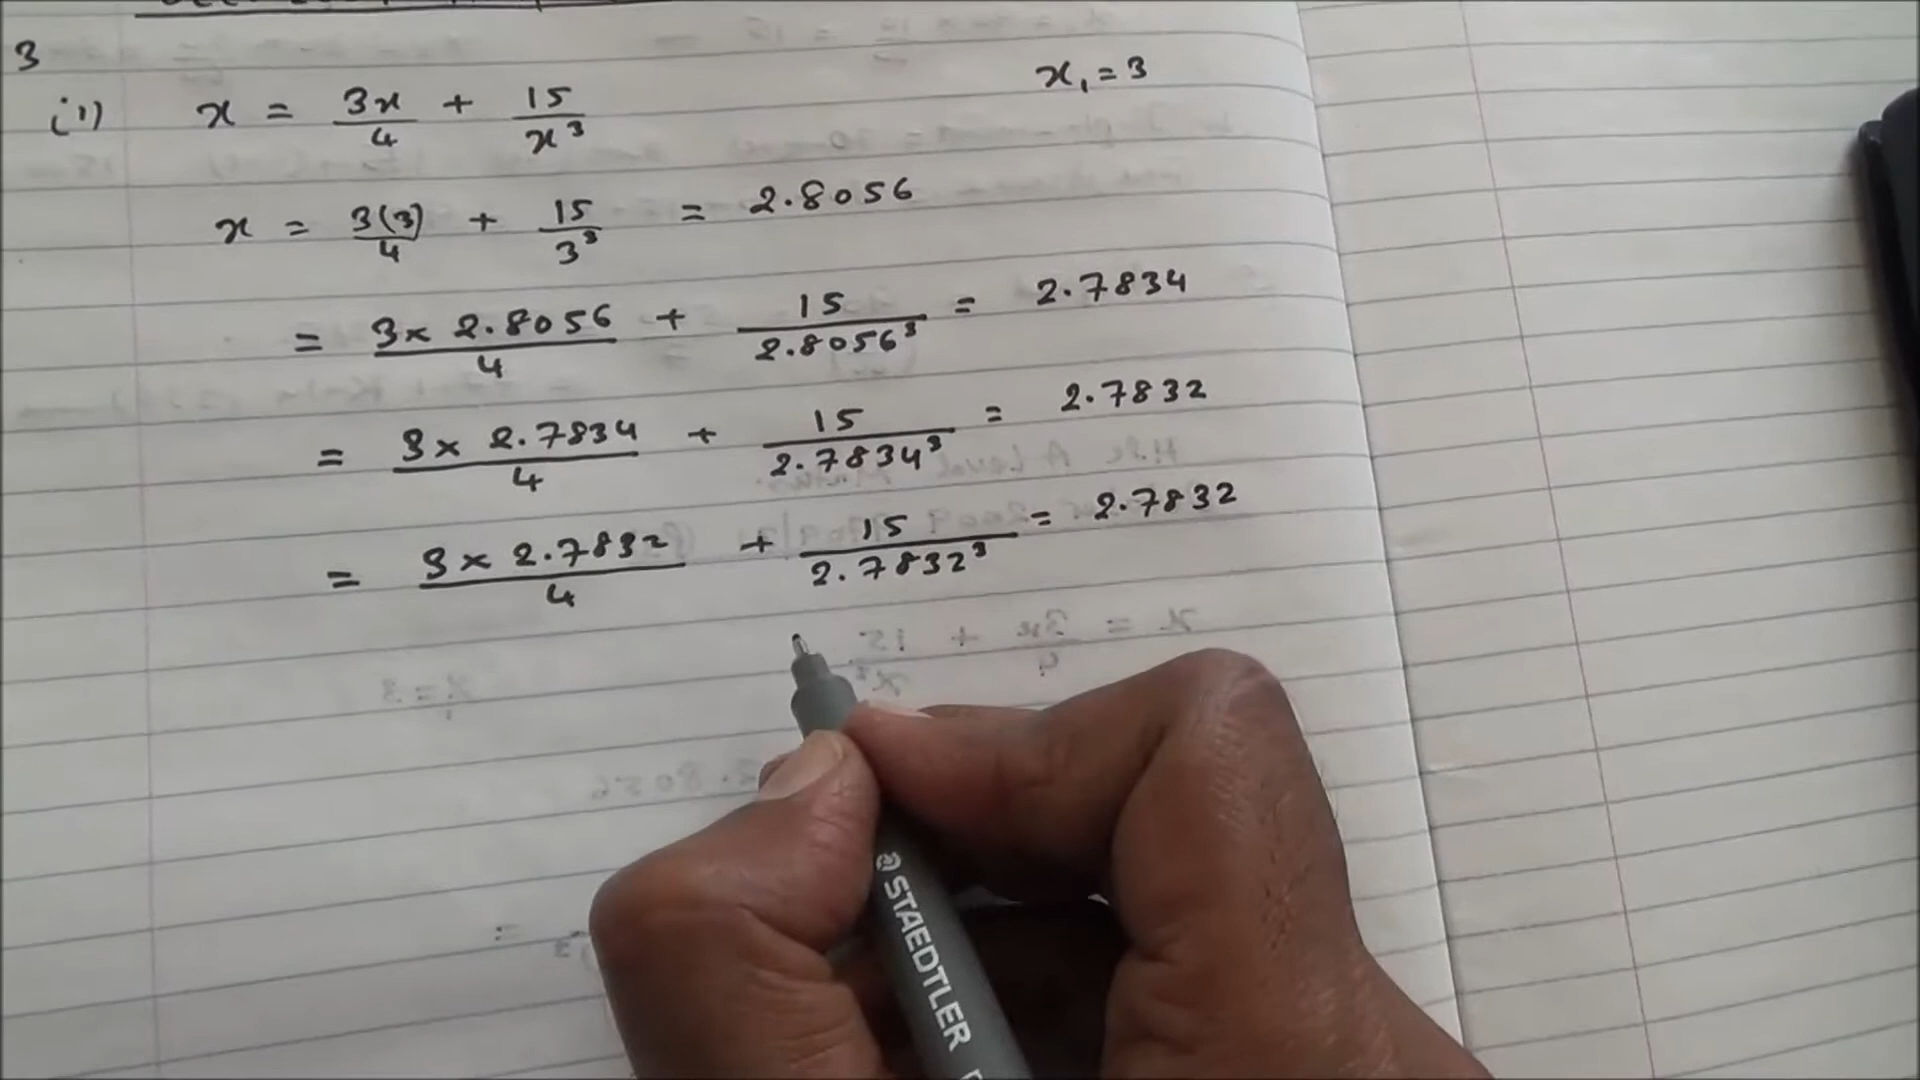 3
(i) x = 3x/4 + 15/x³ x₁ = 3
x = 3(3)/4 + 15/3³ = 2.8056
= 3 x 2.8056/4 + 15/2.8056³ = 2.7834
= 3 x 2.7834/4 + 15/2.7834³ = 2.7832
= 3 x 2.7832/4 + 15/2.7832³ = 2.7832
STAEDTLER